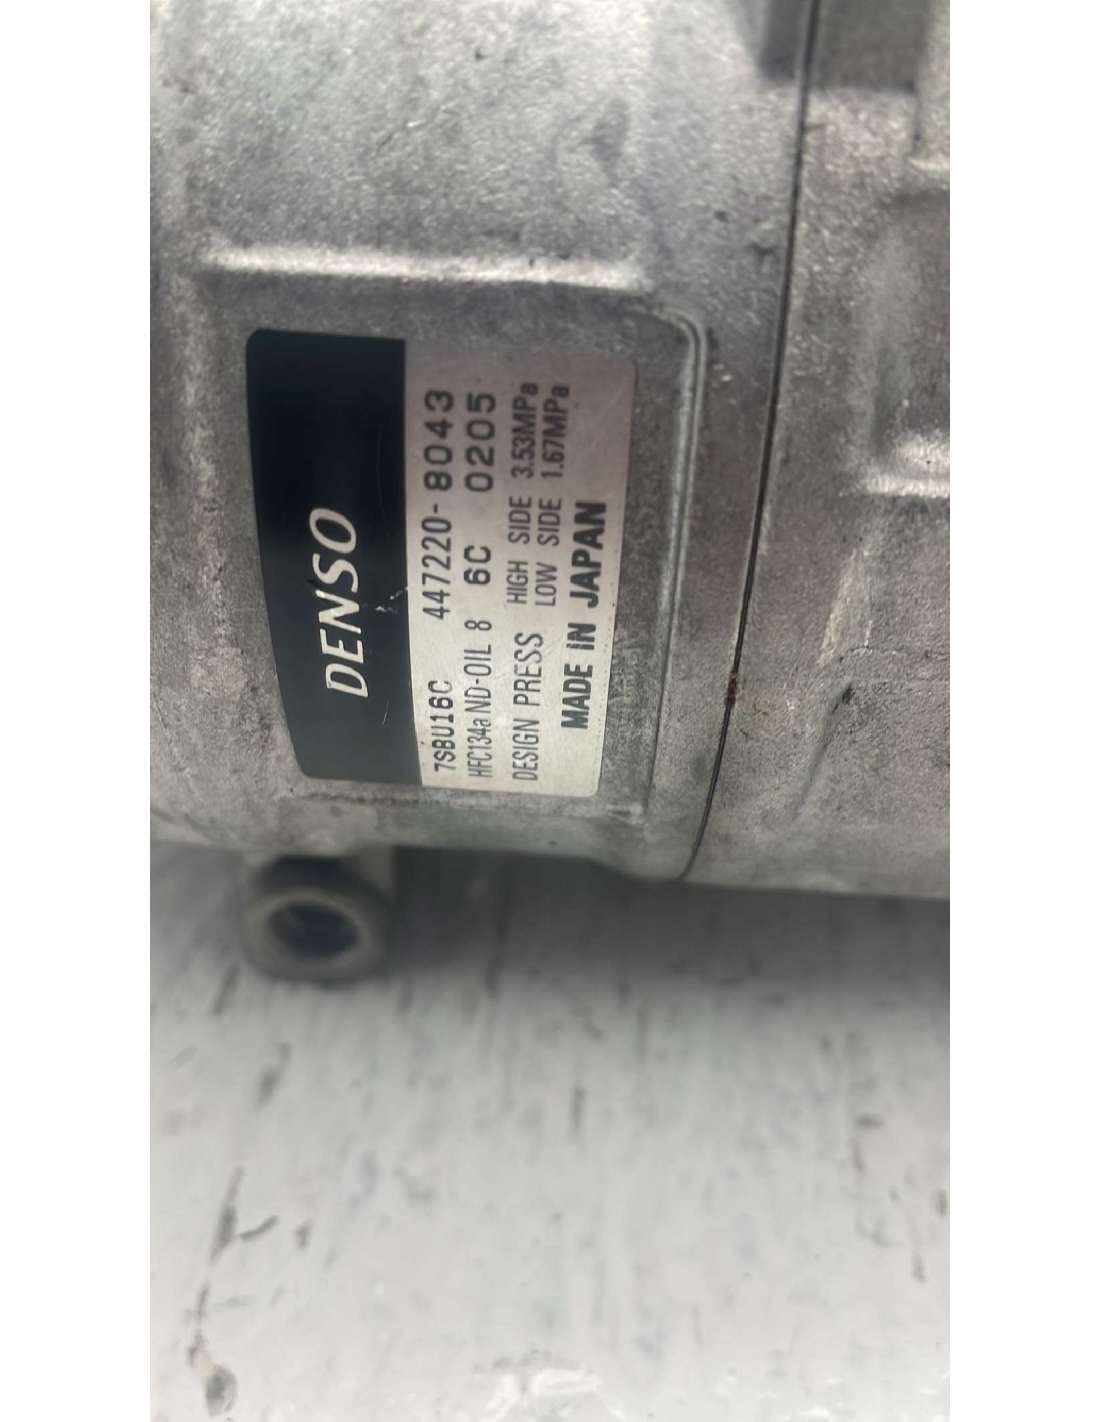 DENSO
7SBU16C 447220-8043
HFC134a ND-OIL 8 6C 0205
DESIGN PRESS HIGH SIDE 3.53MPa
LOW SIDE 1.67MPa
MADE IN JAPAN